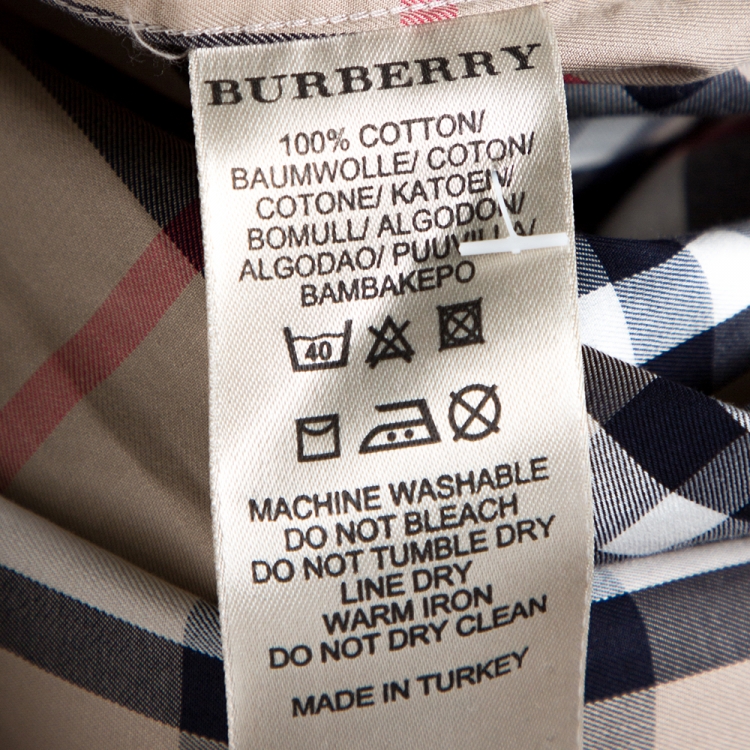 BURBERRY
100% COTTON/
BAUMWOLLE/ COTON/
COTONE/ KATOEN/
BOMULL/ ALGODON/
ALGODAO/ PUUVILLA/
BAMBAKEPO
40
MACHINE WASHABLE
DO NOT BLEACH
DO NOT TUMBLE DRY
LINE DRY
WARM IRON
DO NOT DRY CLEAN
MADE IN TURKEY